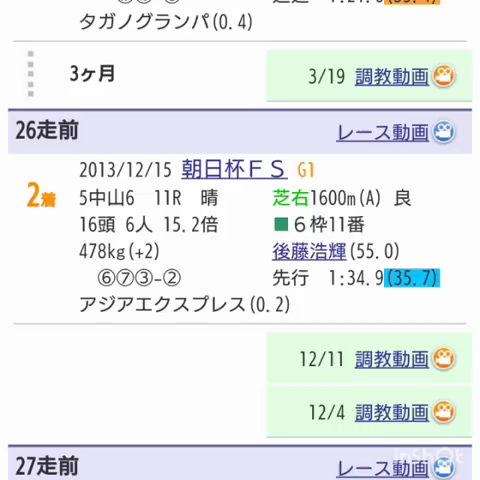 タガノグランパ(0.4)
3ヶ月
3/19 調教動画
26走前
レース動画
2013/12/15 朝日杯FS G1
2着
5中山6 11R 晴
芝右1600m(A) 良
16頭 6人 15.2倍
6枠11番
478kg(+2)
後藤浩輝(55.0)
⑥⑦③-②
先行 1:34.9(35.7)
アジアエクスプレス(0.2)
12/11 調教動画
12/4 調教動画
27走前
レース動画
InShOt